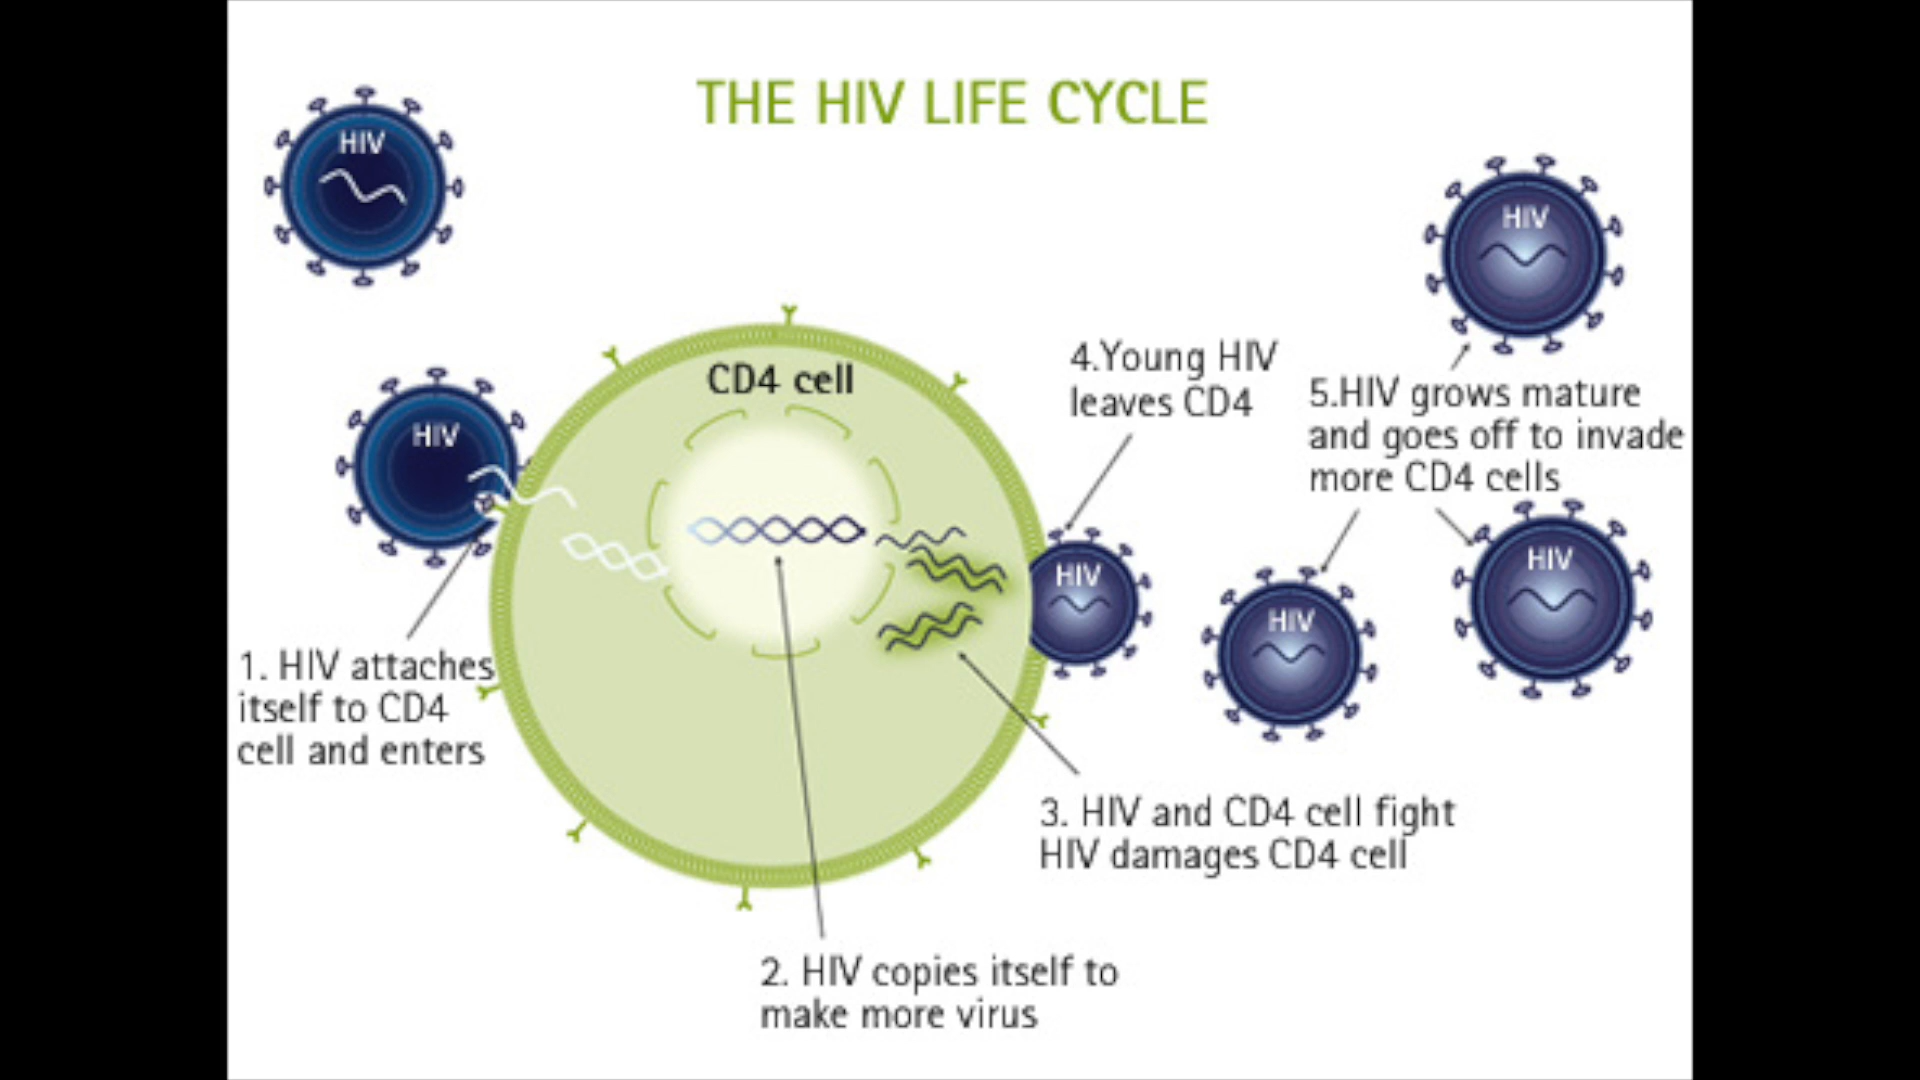 THE HIV LIFE CYCLE
HIV
HIV
CD4 cell
HIV
1. HIV attaches
itself to CD4
cell and enters
2. HIV copies itself to
make more virus
3. HIV and CD4 cell fight
HIV damages CD4 cell
4.Young HIV
leaves CD4
HIV
5.HIV grows mature
and goes off to invade
more CD4 cells
HIV
HIV